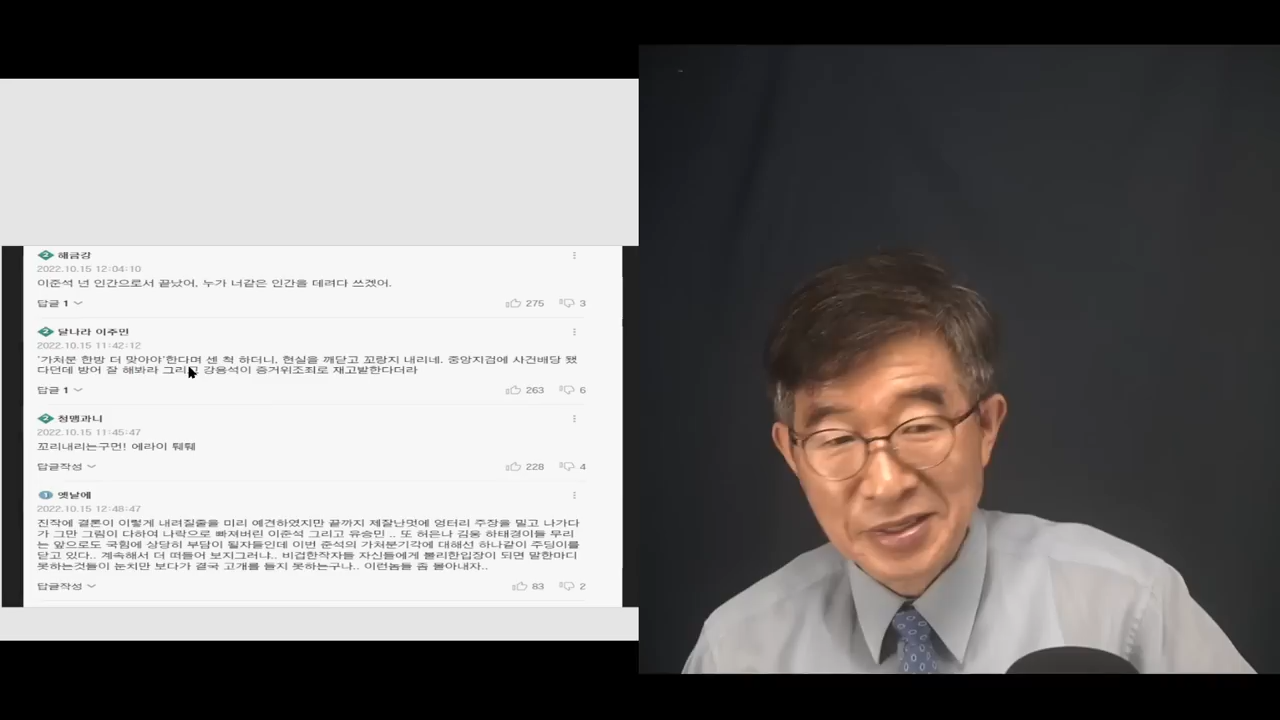 2 해금강
2022.10.15 12:04:10
이준석 넌 인간으로서 끝났어, 누가 너같은 인간을 데려다 쓰겠어.
답글 1
275 3
2 달나라 이주민
2022.10.15 11:42:12
'가처분 한방 더 맞아야'한다며 센 척 하더니, 현실을 깨닫고 꼬랑지 내리네. 중앙지검에 사건배당 됐
다던데 방어 잘 해봐라 그리고 강용석이 증거위조죄로 재고발한다더라
답글 1
263 6
2 청맹과니
2022.10.15 11:45:47
꼬리내리는구먼! 에라이 퉤퉤
답글작성
228 4
1 옛날에
2022.10.15 12:48:47
진작에 결론이 이렇게 내려질줄을 미리 예견하였지만 끝까지 제잘난멋에 엉터리 주장을 밀고 나가다
가 그만 그림이 다하여 나락으로 빠져버린 이준석 그리고 유승민 .. 또 허은나 김웅 하태경이들 무리
는 앞으로도 국힘에 상당히 부담이 될자들인데 이번 준석의 가처분기각에 대해선 하나같이 주딩이를
닫고 있다.. 계속해서 더 떠들어 보지그러냐.. 비겁한작자들 자신들에게 불리한입장이 되면 말한마디
못하는것들이 눈치만 보다가 결국 고개를 들지 못하는구나.. 이런놈들 좀 몰아내자..
답글작성
83 2